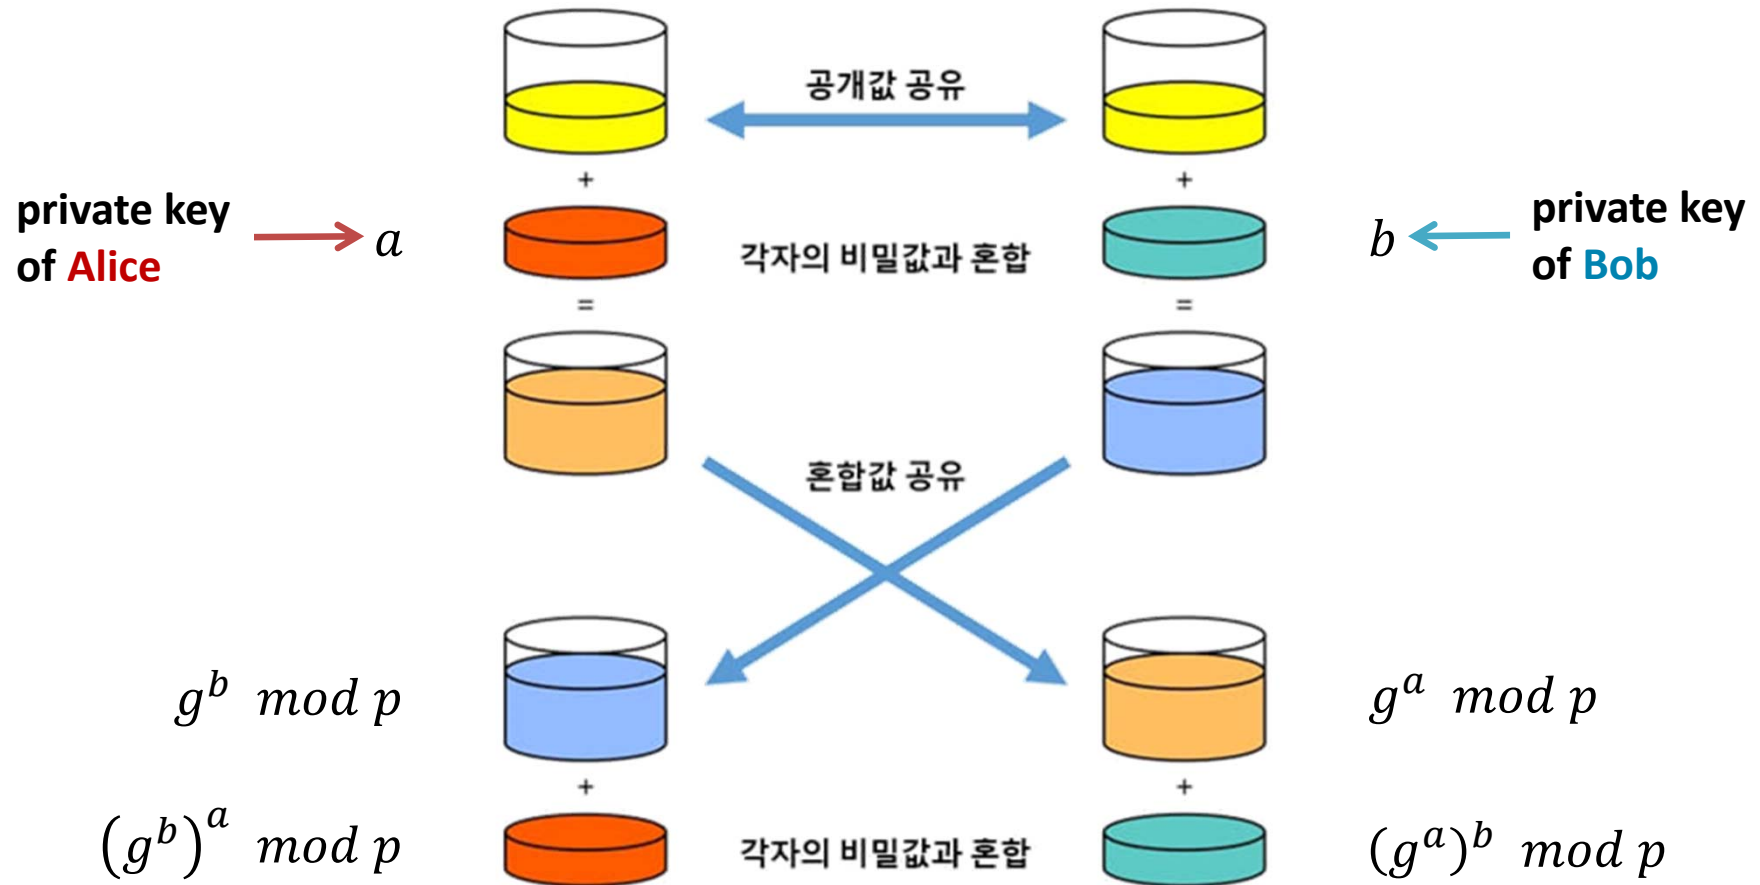 공개값 공유
+ +
private key
of Alice
a
각자의 비밀값과 혼합
b
private key
of Bob
= =
혼합값 공유
g^b mod p
g^a mod p
+ +
(g^b)^a mod p
각자의 비밀값과 혼합
(g^a)^b mod p